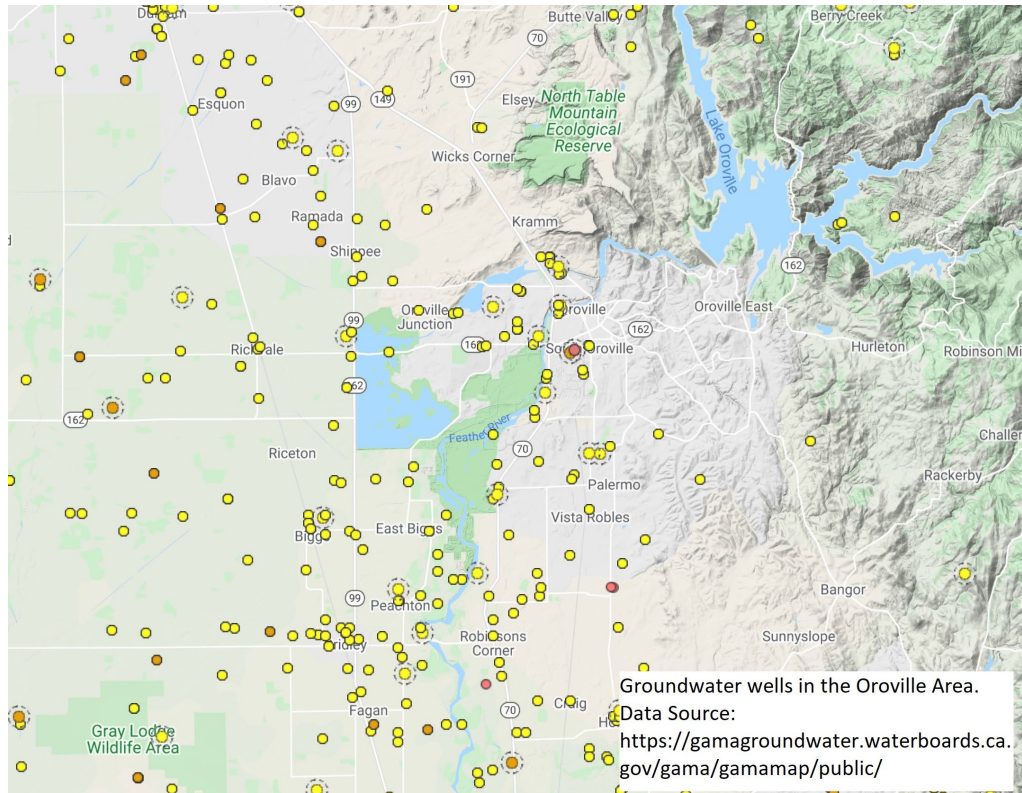 Durham
Butte Valley
Berry Creek
70
191
99
149
Elsey
North Table
Mountain
Ecological
Reserve
Esquon
Lake Oroville
Wicks Corner
Blavo
Ramada
Kramm
Shippee
162
Oroville
Junction
Oroville
Oroville East
99
162
162
South Oroville
Hurleton
Robinson Mi
Richvale
162
162
Feather River
70
Riceton
Palermo
Rackerby
Vista Robles
East Biggs
Biggs
99
Peachton
Bangor
Robinsons
Corner
Sunnyslope
Gridley
Fagan
70
Craig
Gray Lodge
Wildlife Area
Groundwater wells in the Oroville Area.
Data Source:
https://gamagroundwater.waterboards.ca.
gov/gama/gamamap/public/